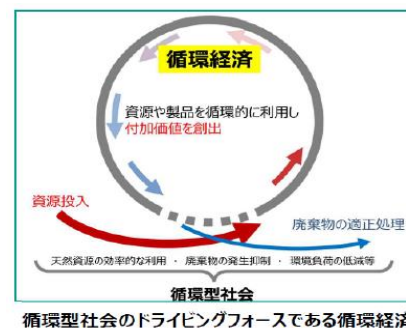 循環経済
資源や製品を循環的に利用し
付加価値を創出
資源投入
廃棄物の適正処理
天然資源の効率的な利用 ・ 廃棄物の発生抑制 ・ 環境負荷の低減等
循環型社会
循環型社会のドライビングフォースである循環経済